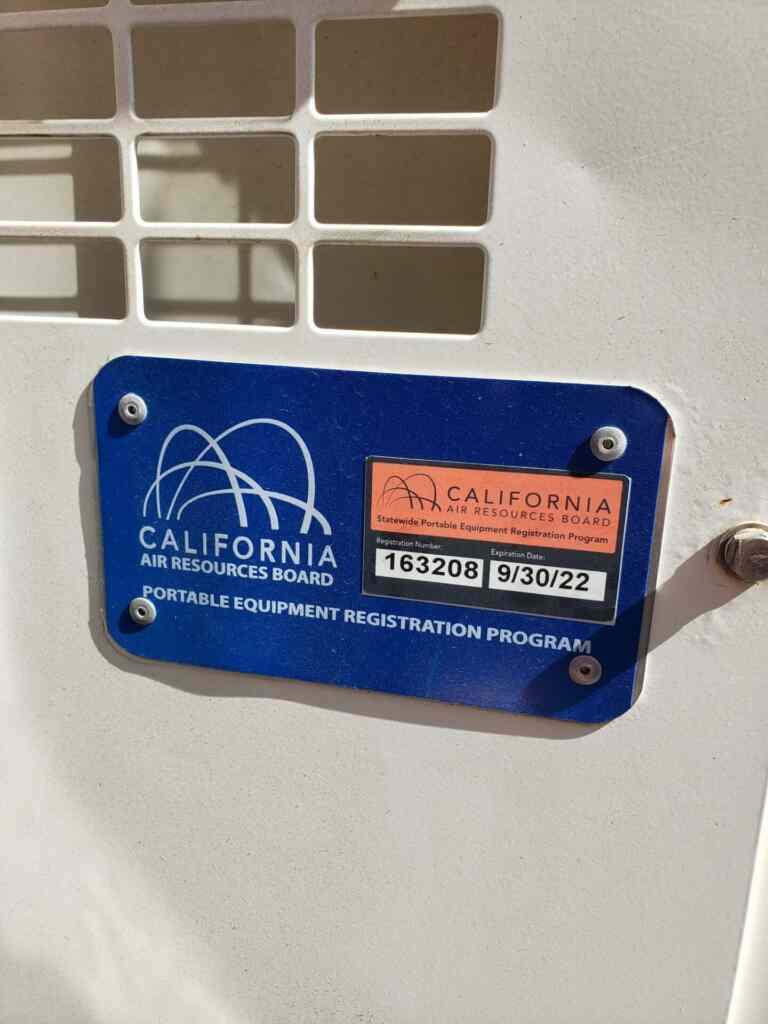 CALIFORNIA
AIR RESOURCES BOARD
PORTABLE EQUIPMENT REGISTRATION PROGRAM
CALIFORNIA
AIR RESOURCES BOARD
Statewide Portable Equipment Registration Program
Registration Number: Expiration Date:
163208 9/30/22